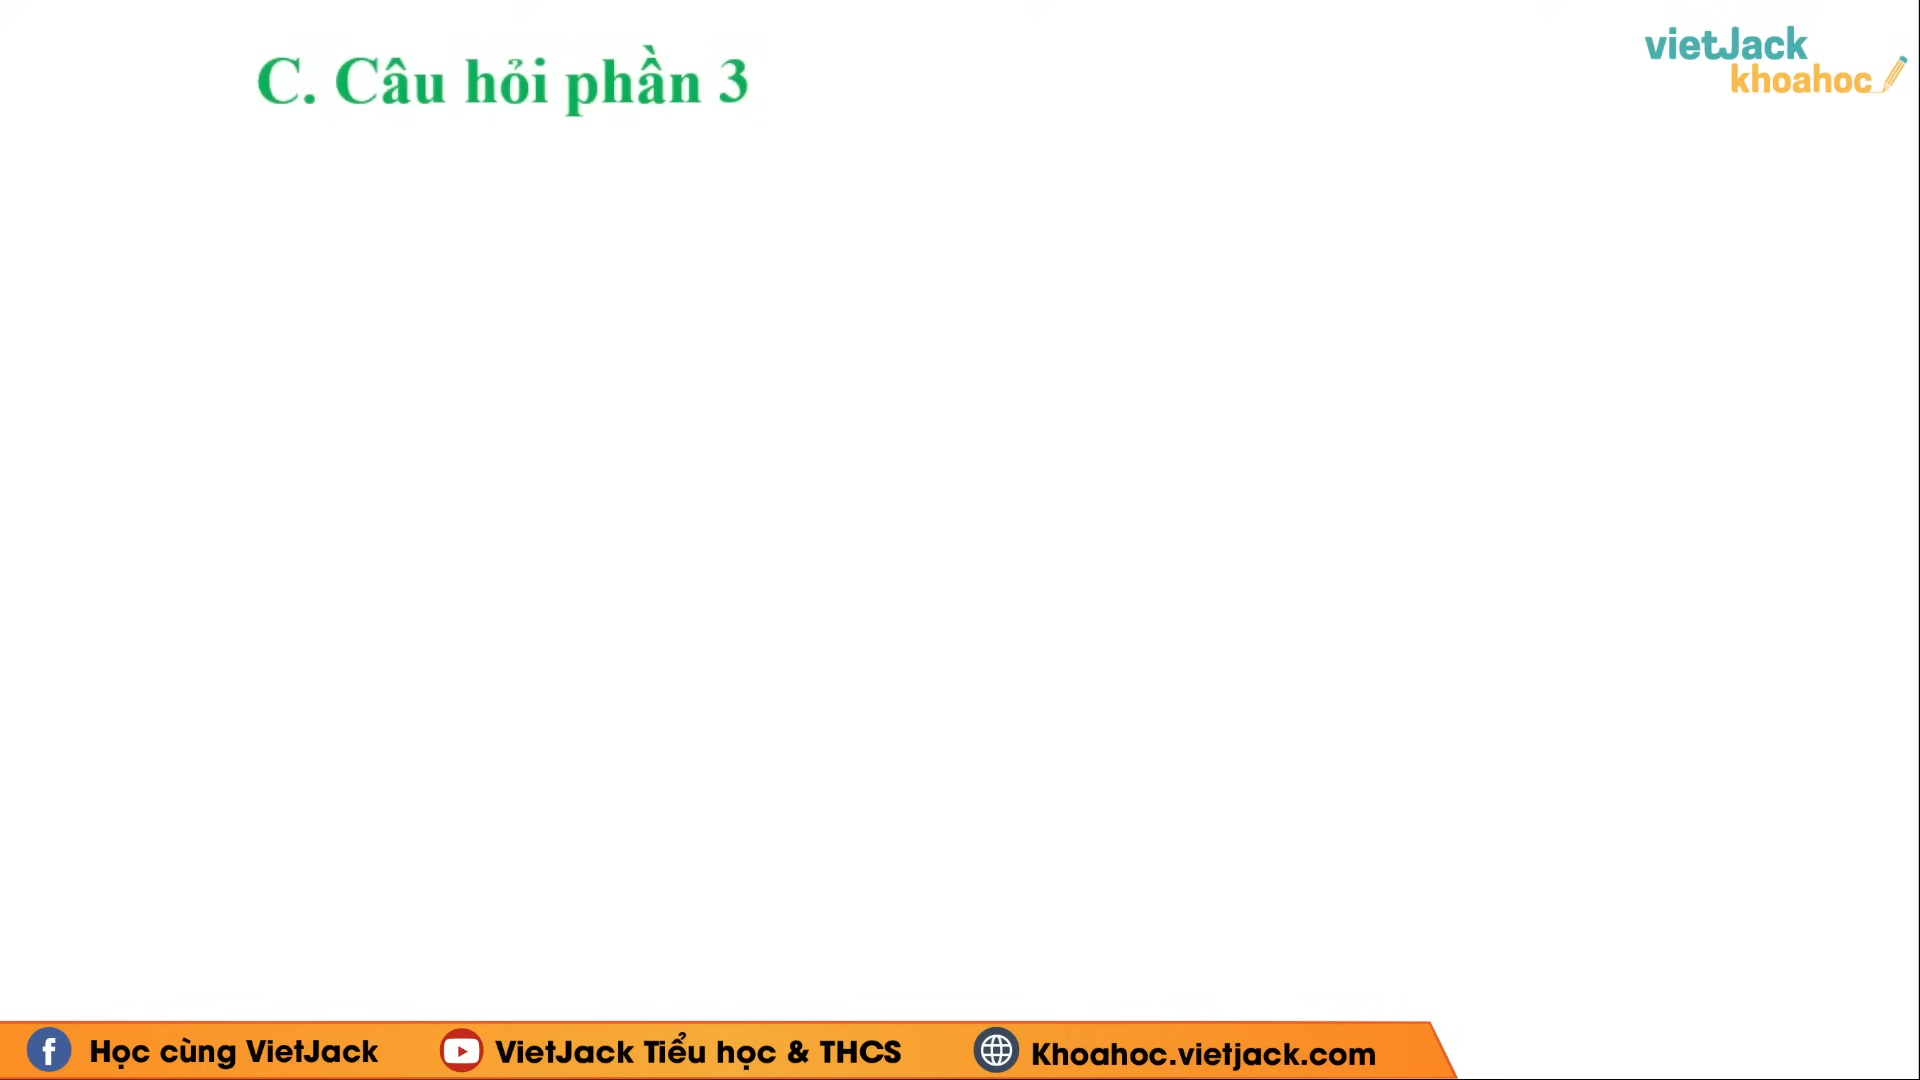 C. Câu hỏi phần 3
vietJack
khoahoc
Học cùng VietJack
VietJack Tiểu học & THCS
Khoahoc.vietjack.com